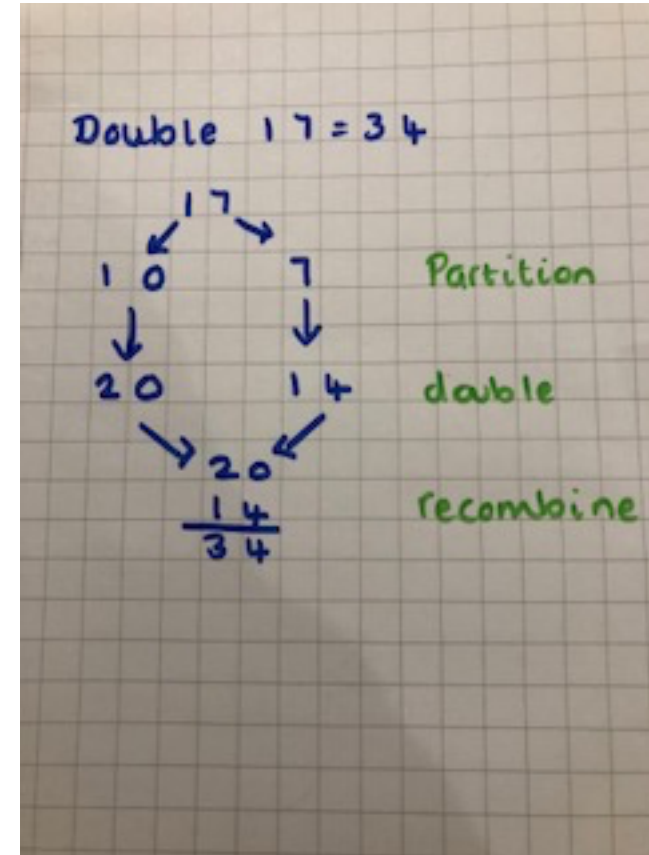 Double 17 = 34
17
10 7 Partition
20 14 double
20
14 recombine
34